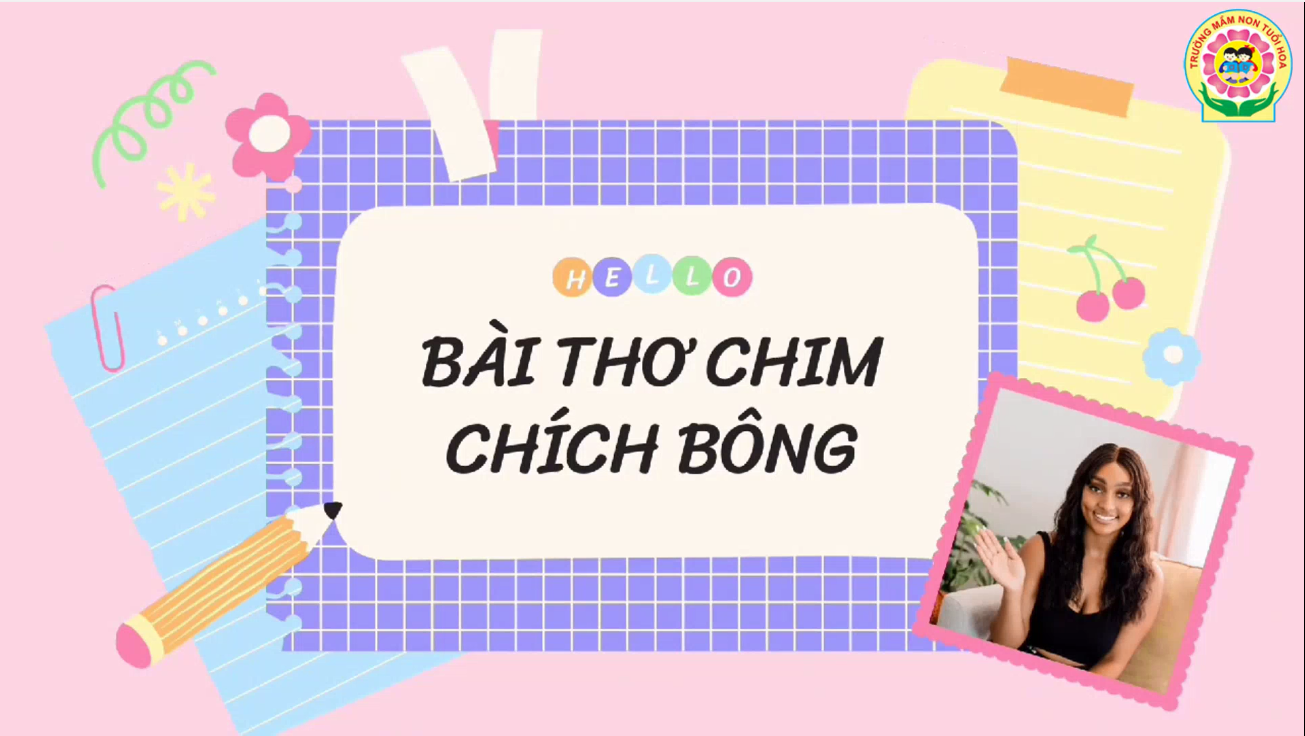 TRƯỜNG MẦM NON TUỔI HOA
HELLO
BÀI THƠ CHIM
CHÍCH BÔNG